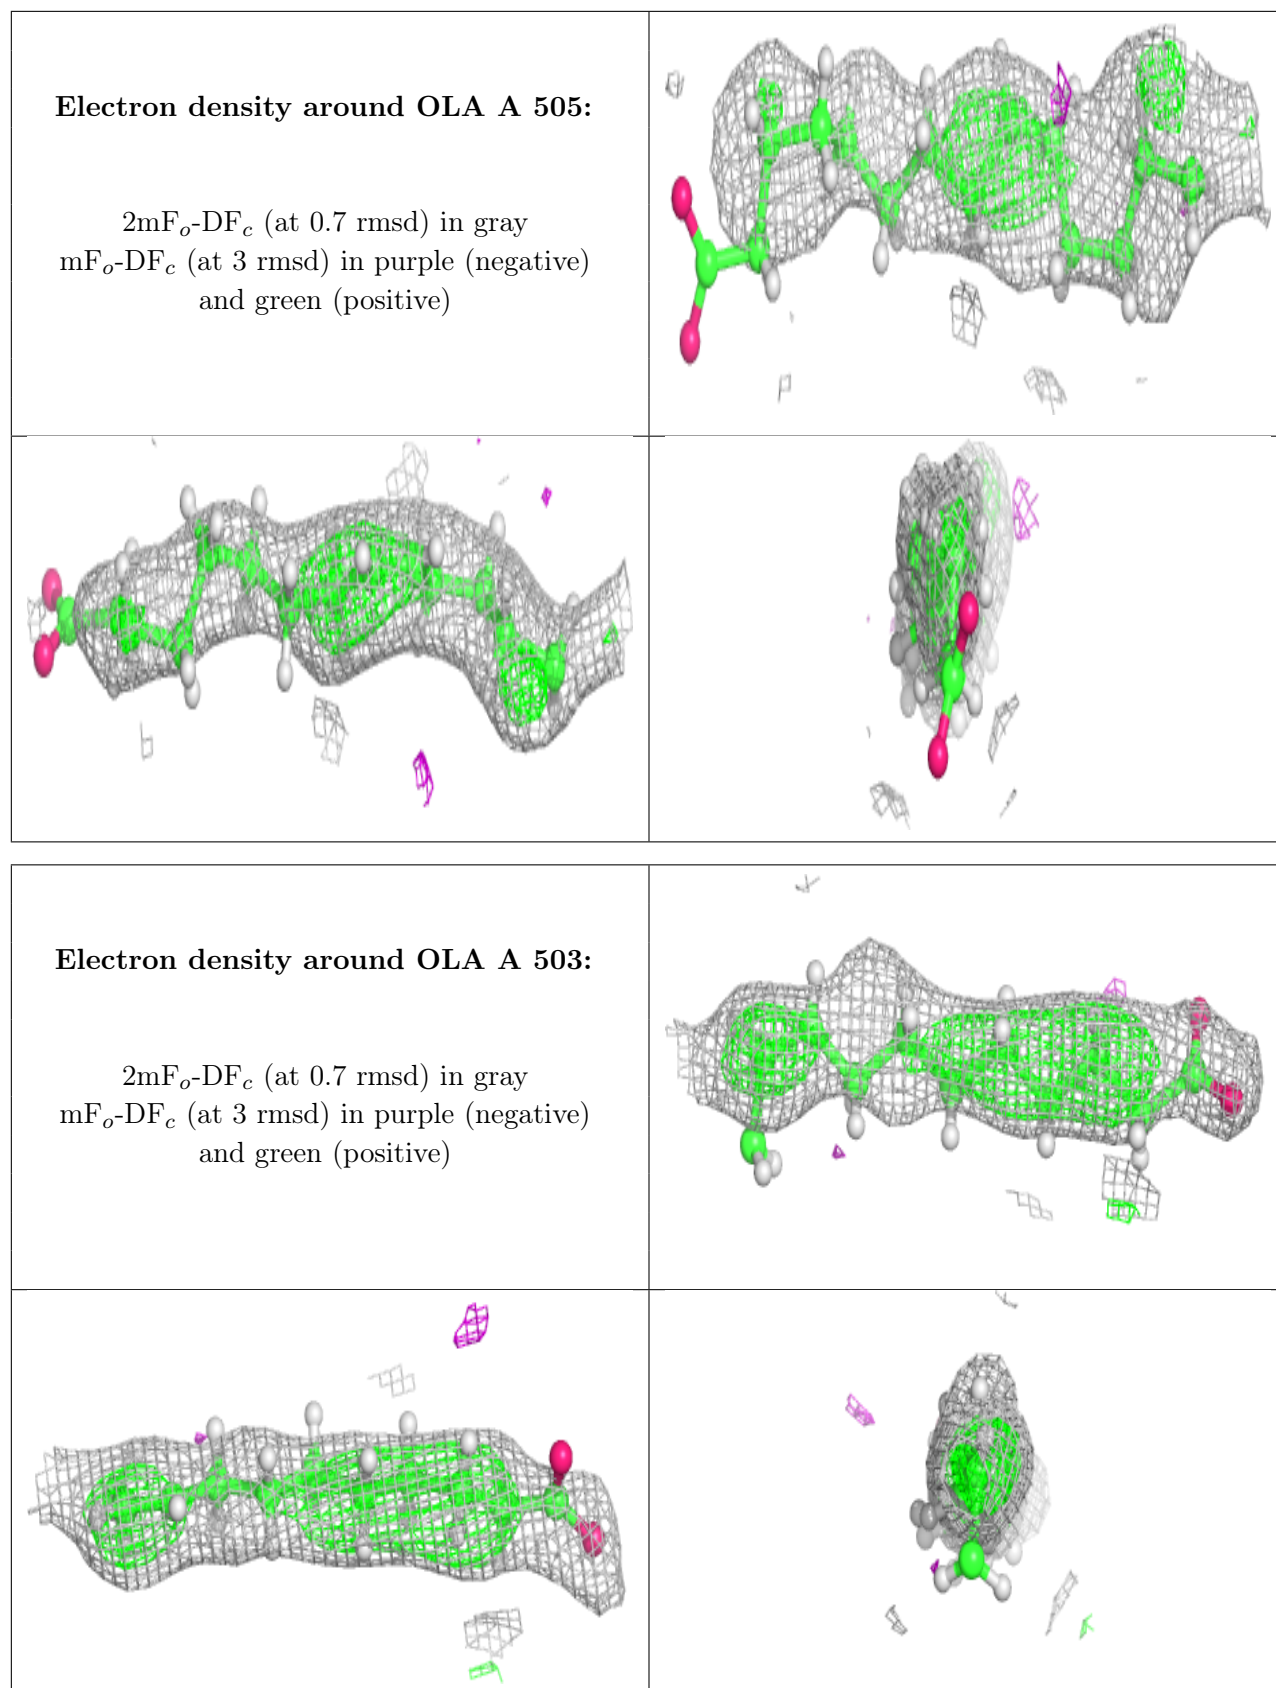 Electron density around OLA A 505:
2mFo-DFc (at 0.7 rmsd) in gray
mFo-DFc (at 3 rmsd) in purple (negative)
and green (positive)
Electron density around OLA A 503:
2mFo-DFc (at 0.7 rmsd) in gray
mFo-DFc (at 3 rmsd) in purple (negative)
and green (positive)